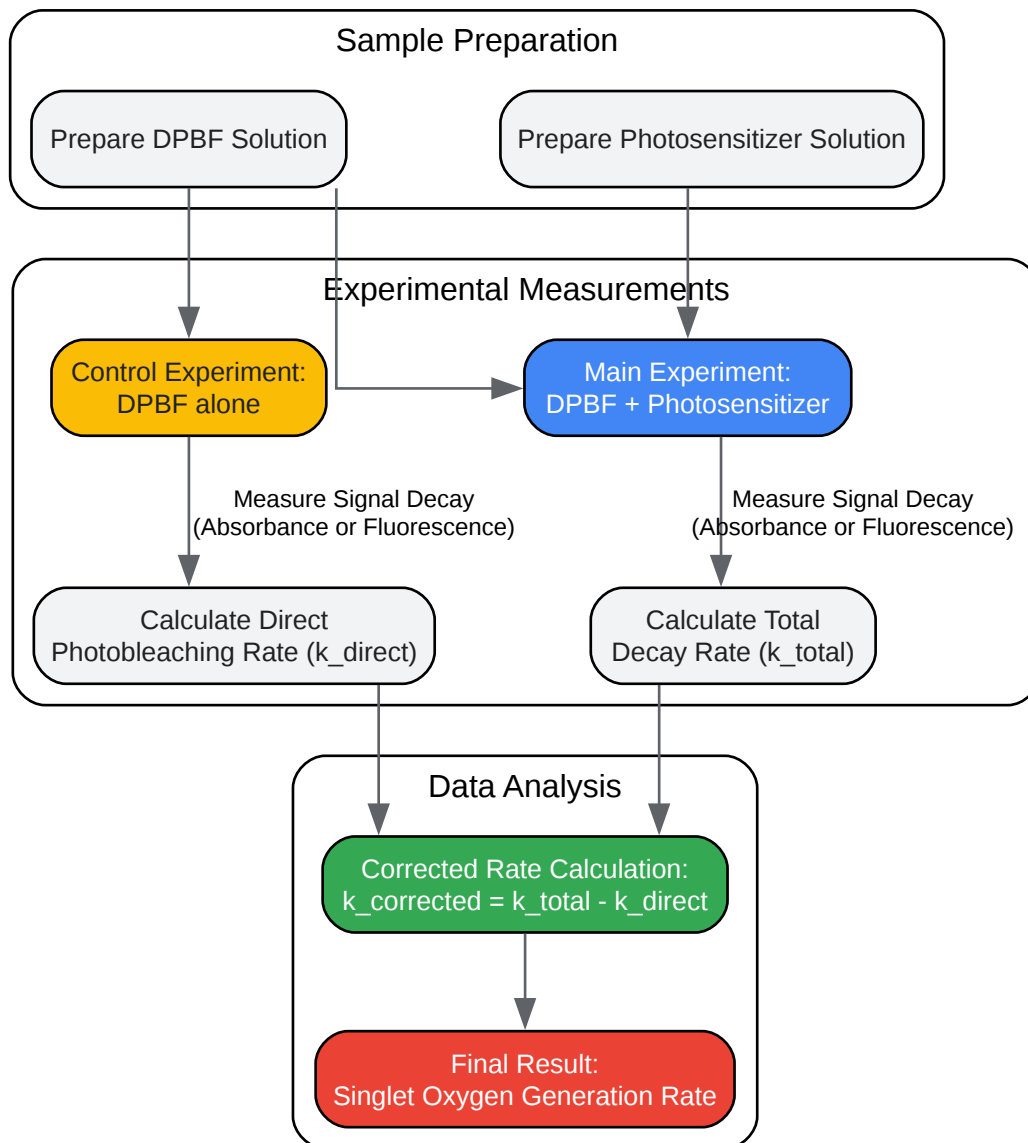 Sample Preparation
Prepare DPBF Solution
Prepare Photosensitizer Solution
Experimental Measurements
Control Experiment:
DPBF alone
Main Experiment:
DPBF + Photosensitizer
Measure Signal Decay
(Absorbance or Fluorescence)
Measure Signal Decay
(Absorbance or Fluorescence)
Calculate Direct
Photobleaching Rate (k_direct)
Calculate Total
Decay Rate (k_total)
Data Analysis
Corrected Rate Calculation:
k_corrected = k_total - k_direct
Final Result:
Singlet Oxygen Generation Rate